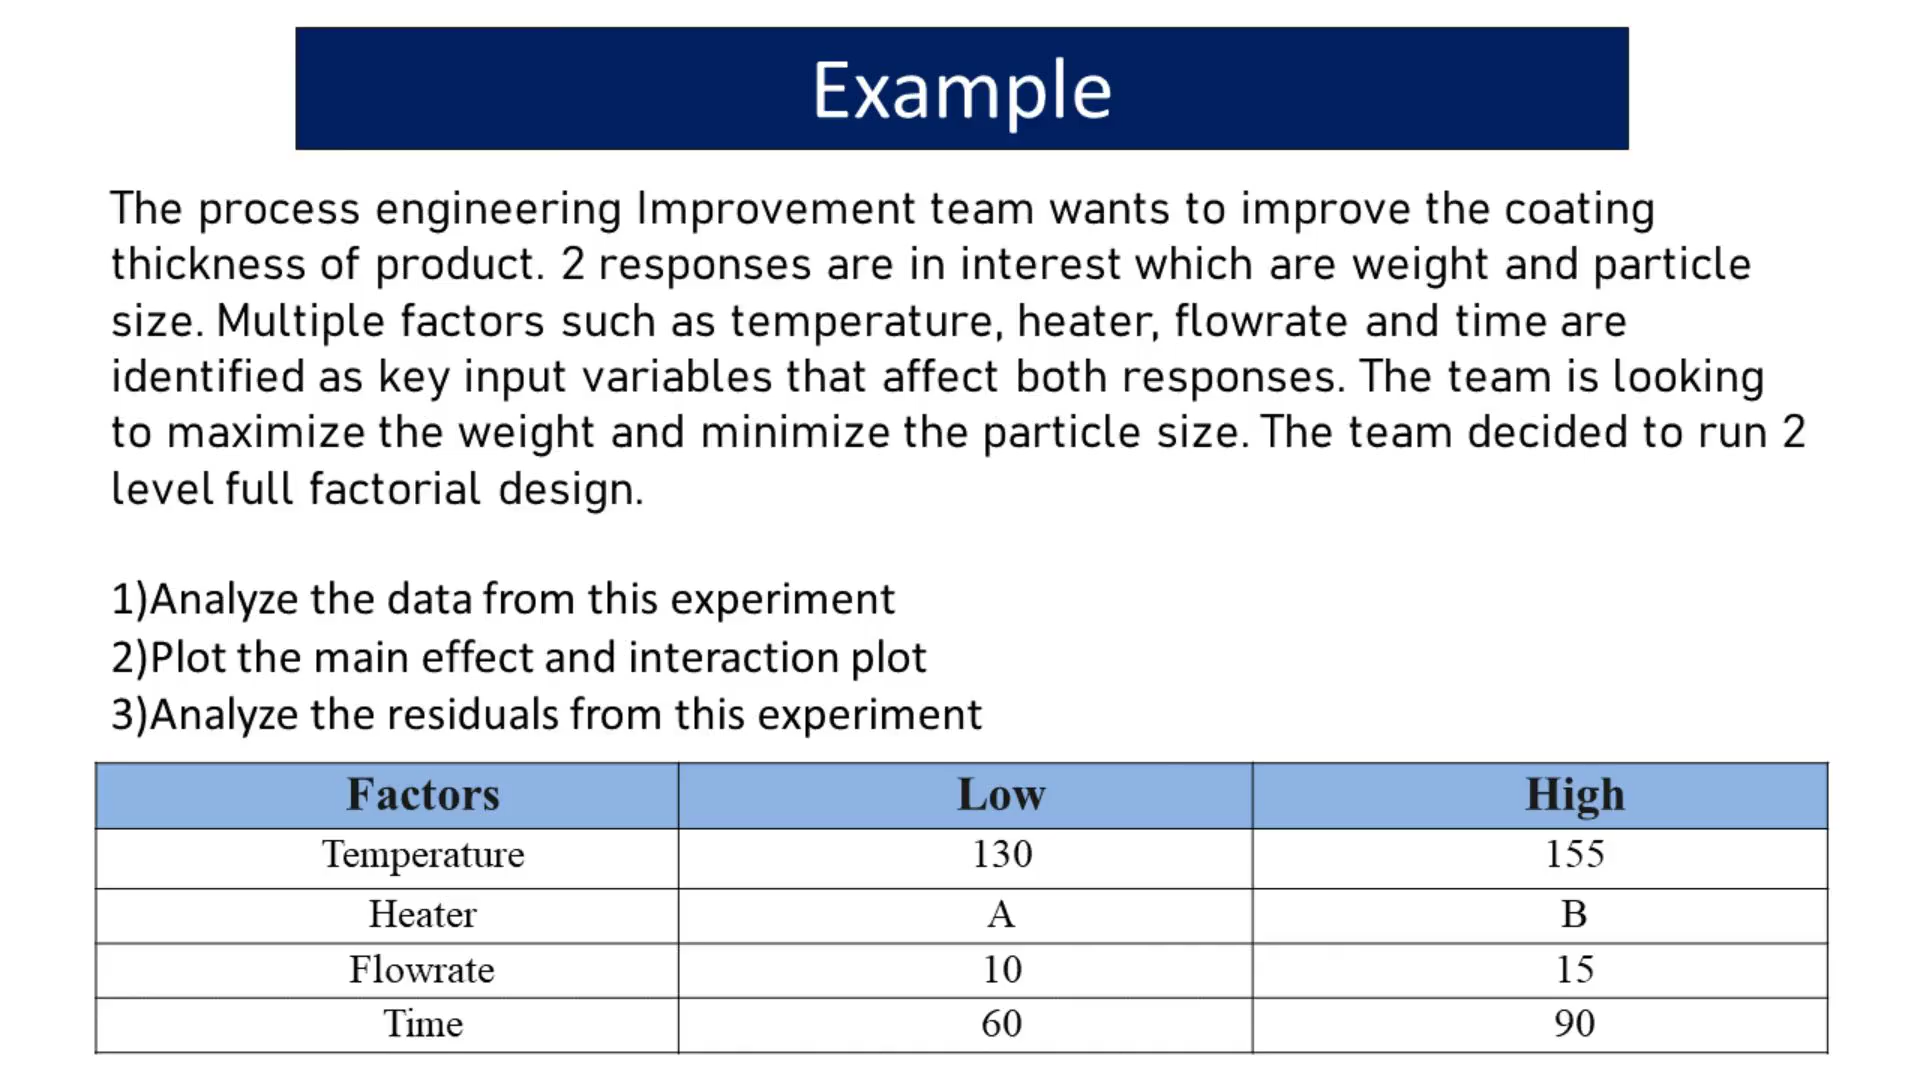 Example
The process engineering Improvement team wants to improve the coating
thickness of product. 2 responses are in interest which are weight and particle
size. Multiple factors such as temperature, heater, flowrate and time are
identified as key input variables that affect both responses. The team is looking
to maximize the weight and minimize the particle size. The team decided to run 2
level full factorial design.
1)Analyze the data from this experiment
2)Plot the main effect and interaction plot
3)Analyze the residuals from this experiment
Factors Low High
Temperature 130 155
Heater A B
Flowrate 10 15
Time 60 90